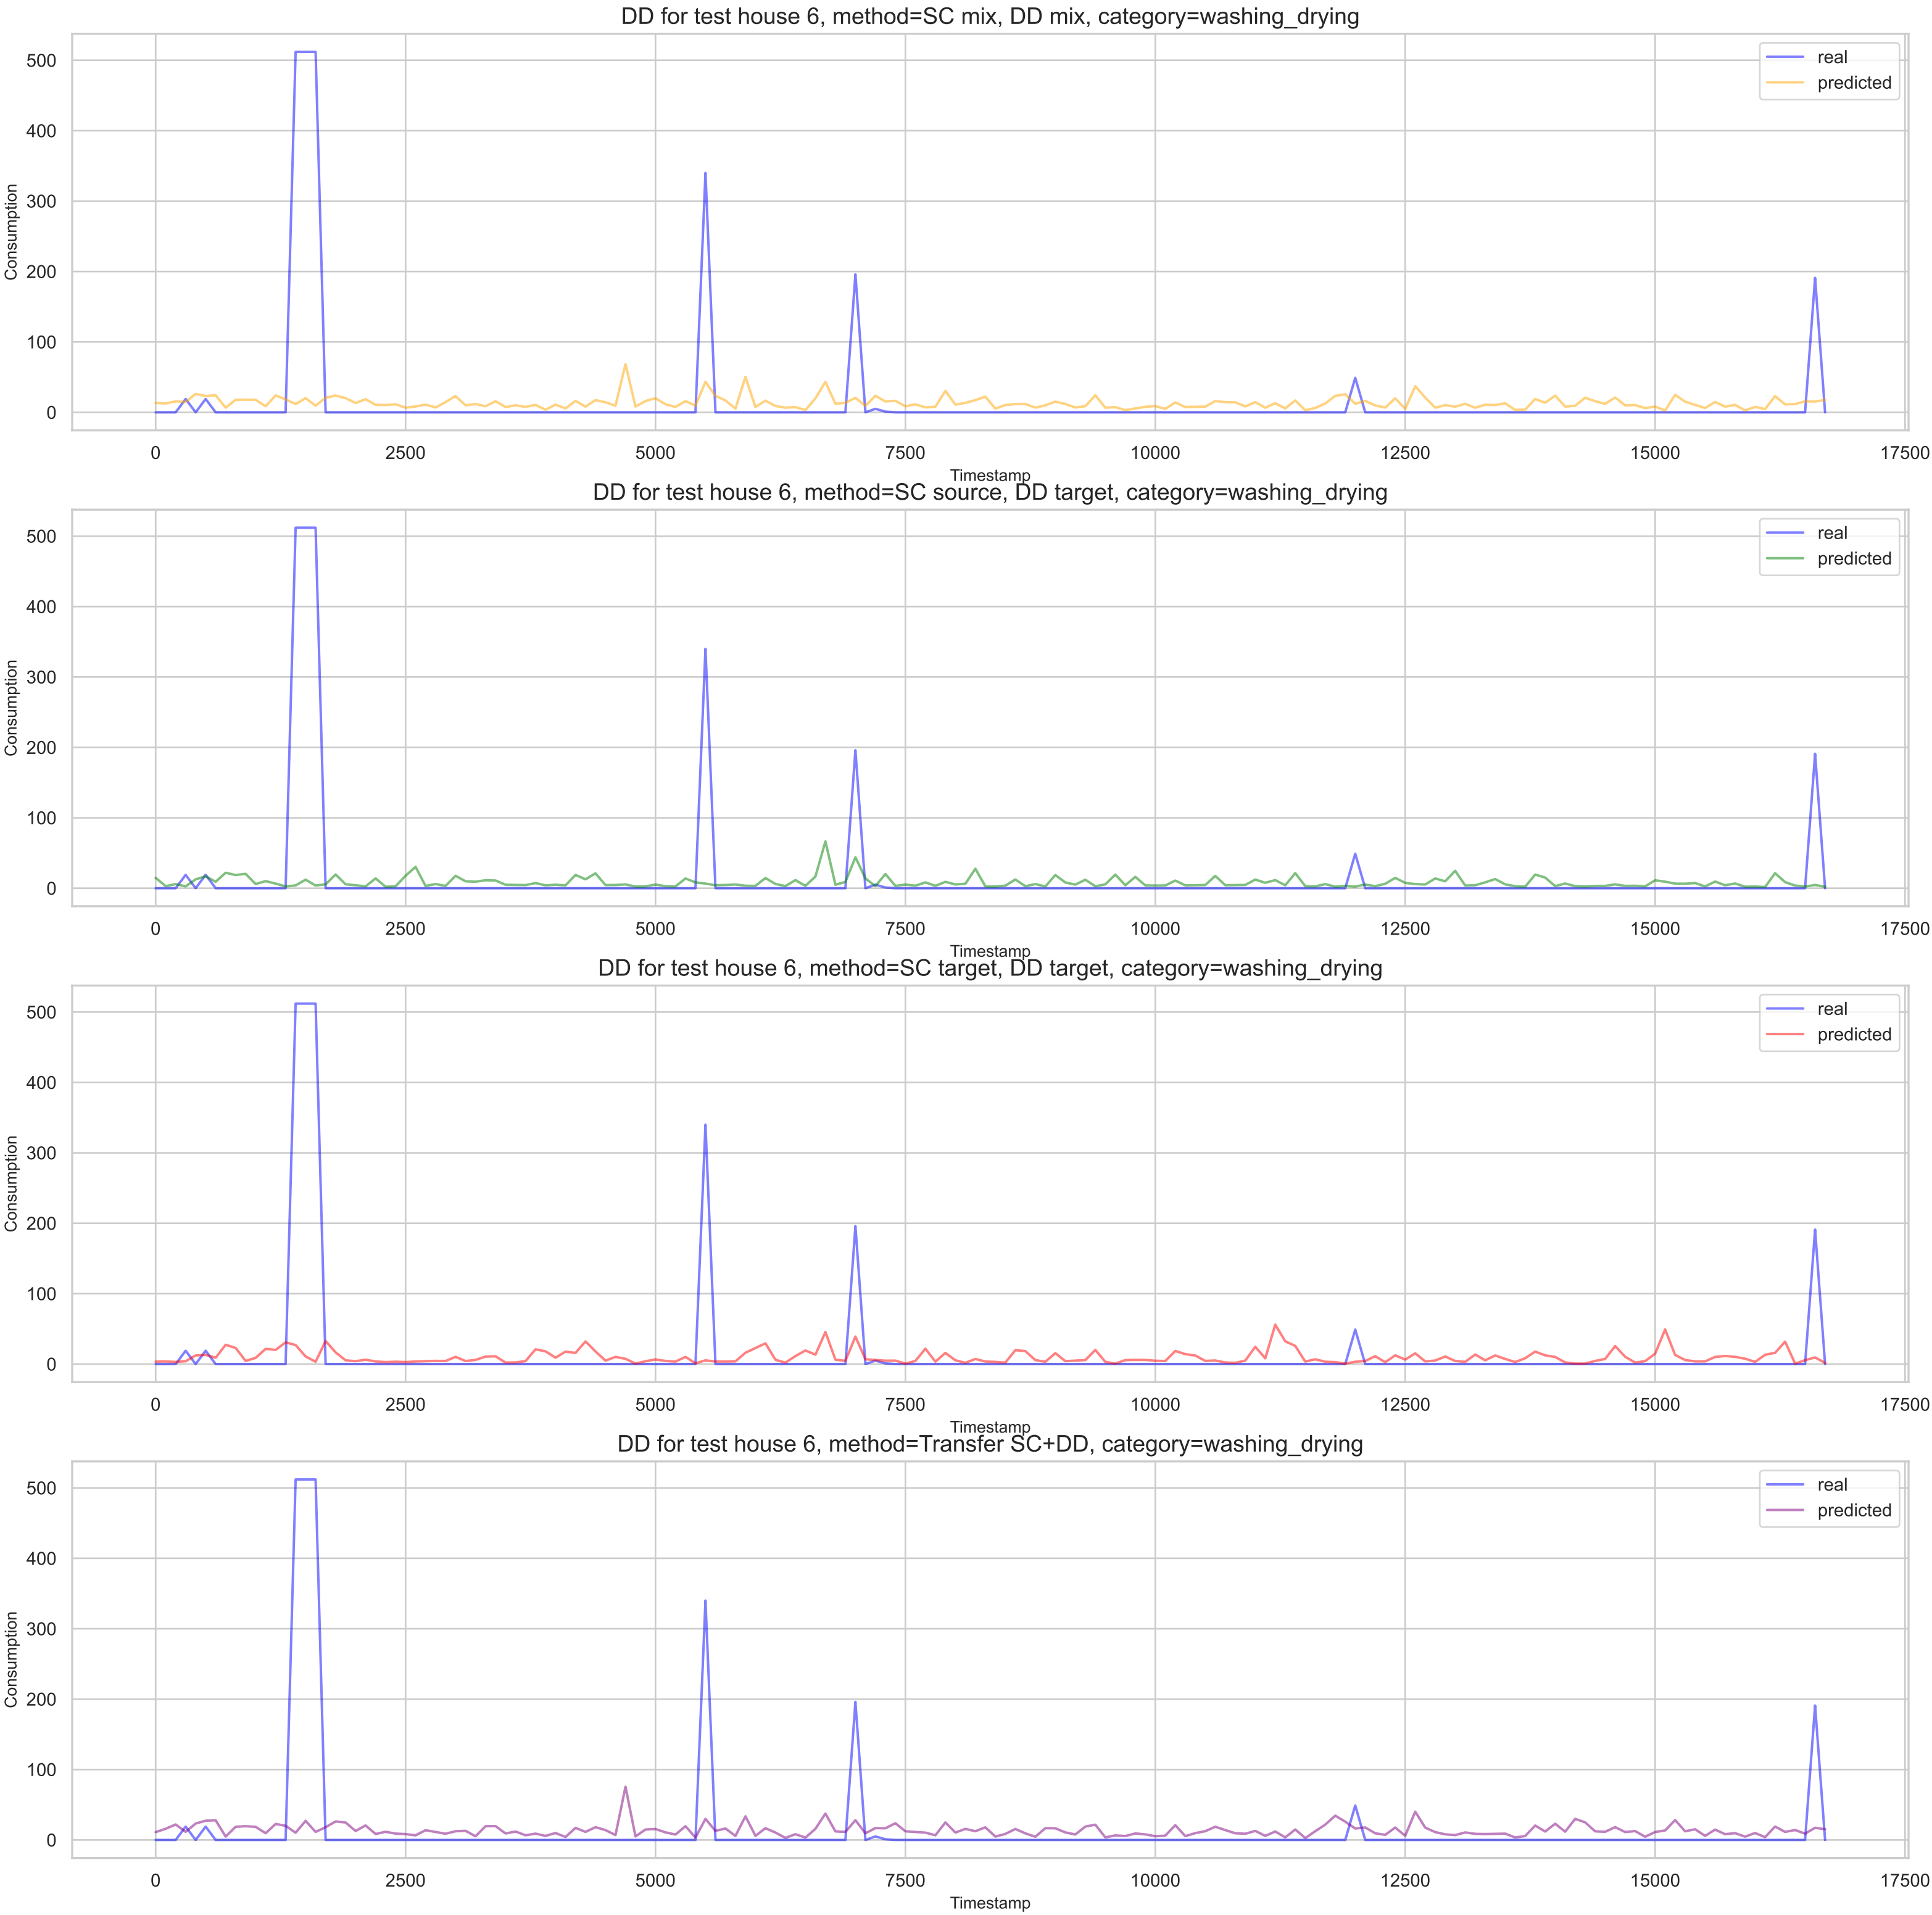 DD for test house 6, method=SC mix, DD mix, category=washing_drying
real
predicted
500
400
300
200
100
0
Consumption
0 2500 5000 7500 10000 12500 15000 17500
Timestamp
DD for test house 6, method=SC source, DD target, category=washing_drying
real
predicted
500
400
300
200
100
0
Consumption
0 2500 5000 7500 10000 12500 15000 17500
Timestamp
DD for test house 6, method=SC target, DD target, category=washing_drying
real
predicted
500
400
300
200
100
0
Consumption
0 2500 5000 7500 10000 12500 15000 17500
Timestamp
DD for test house 6, method=Transfer SC+DD, category=washing_drying
real
predicted
500
400
300
200
100
0
Consumption
0 2500 5000 7500 10000 12500 15000 17500
Timestamp